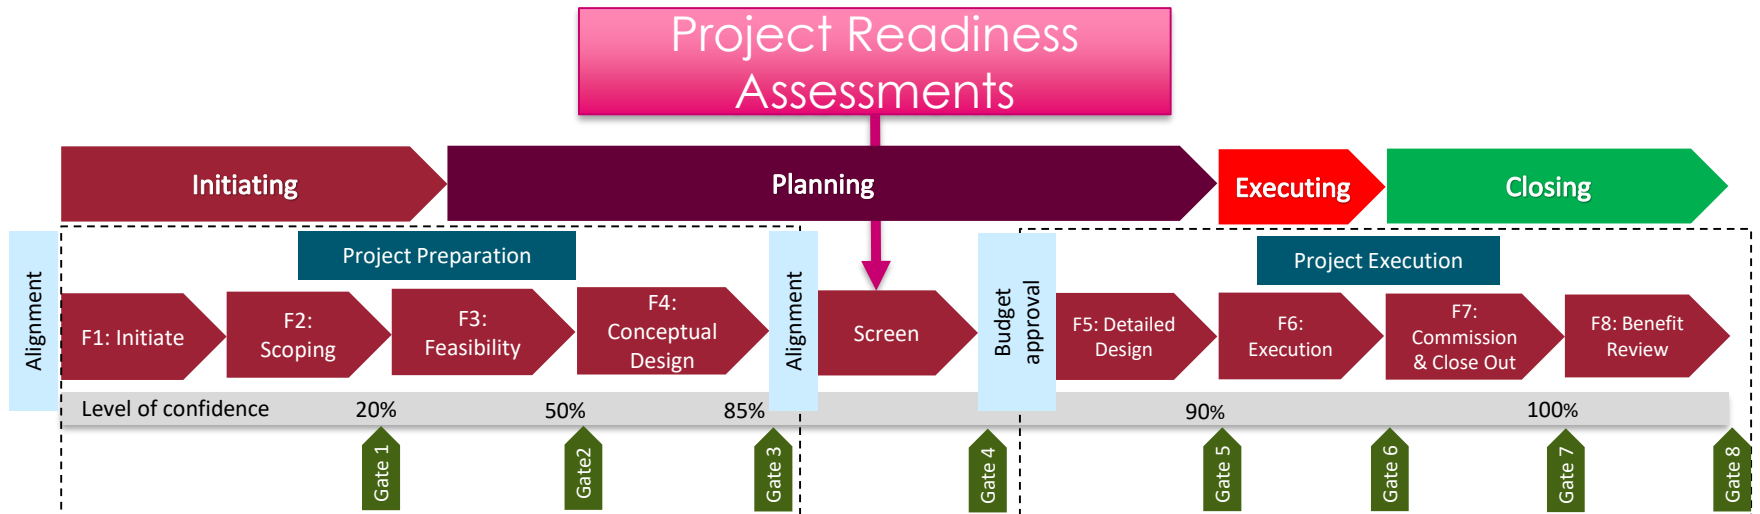 Project Readiness
Assessments
Initiating
Planning
Executing
Closing
Alignment
Project Preparation
Alignment
Budget
approval
Project Execution
F1: Initiate
F2:
Scoping
F3:
Feasibility
F4:
Conceptual
Design
Screen
F5: Detailed
Design
F6:
Execution
F7:
Commission
& Close Out
F8: Benefit
Review
Level of confidence 20% 50% 85% 90% 100%
Gate 1
Gate2
Gate 3
Gate 4
Gate 5
Gate 6
Gate 7
Gate 8